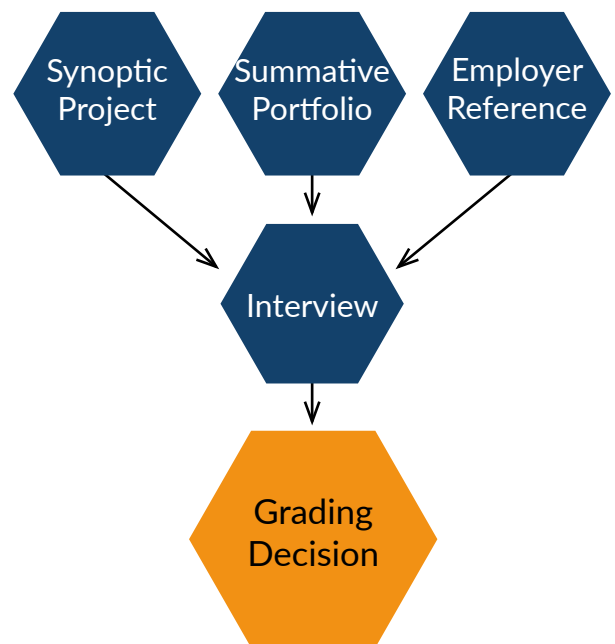 Synoptic
Project
Summative
Portfolio
Employer
Reference
Interview
Grading
Decision